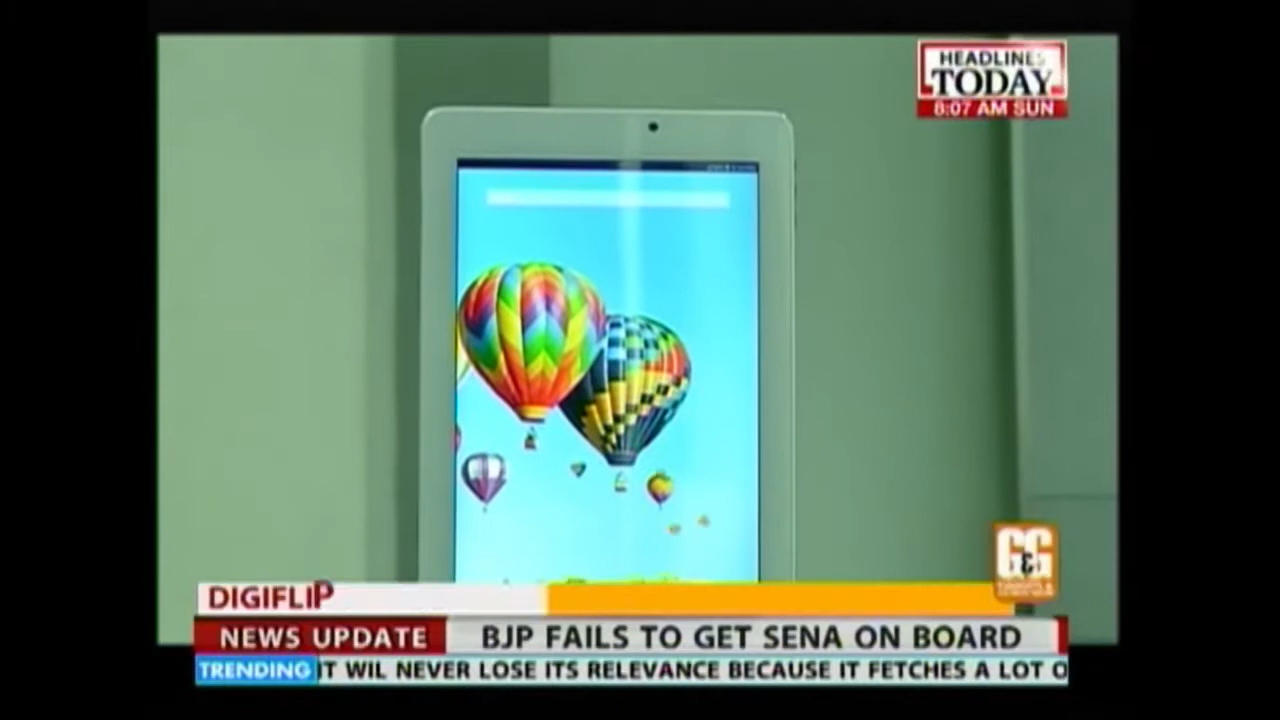 HEADLINES
TODAY
8:07 AM SUN
G&G
DIGIFLIP
NEWS UPDATE BJP FAILS TO GET SENA ON BOARD
TRENDING IT WIL NEVER LOSE ITS RELEVANCE BECAUSE IT FETCHES A LOT O